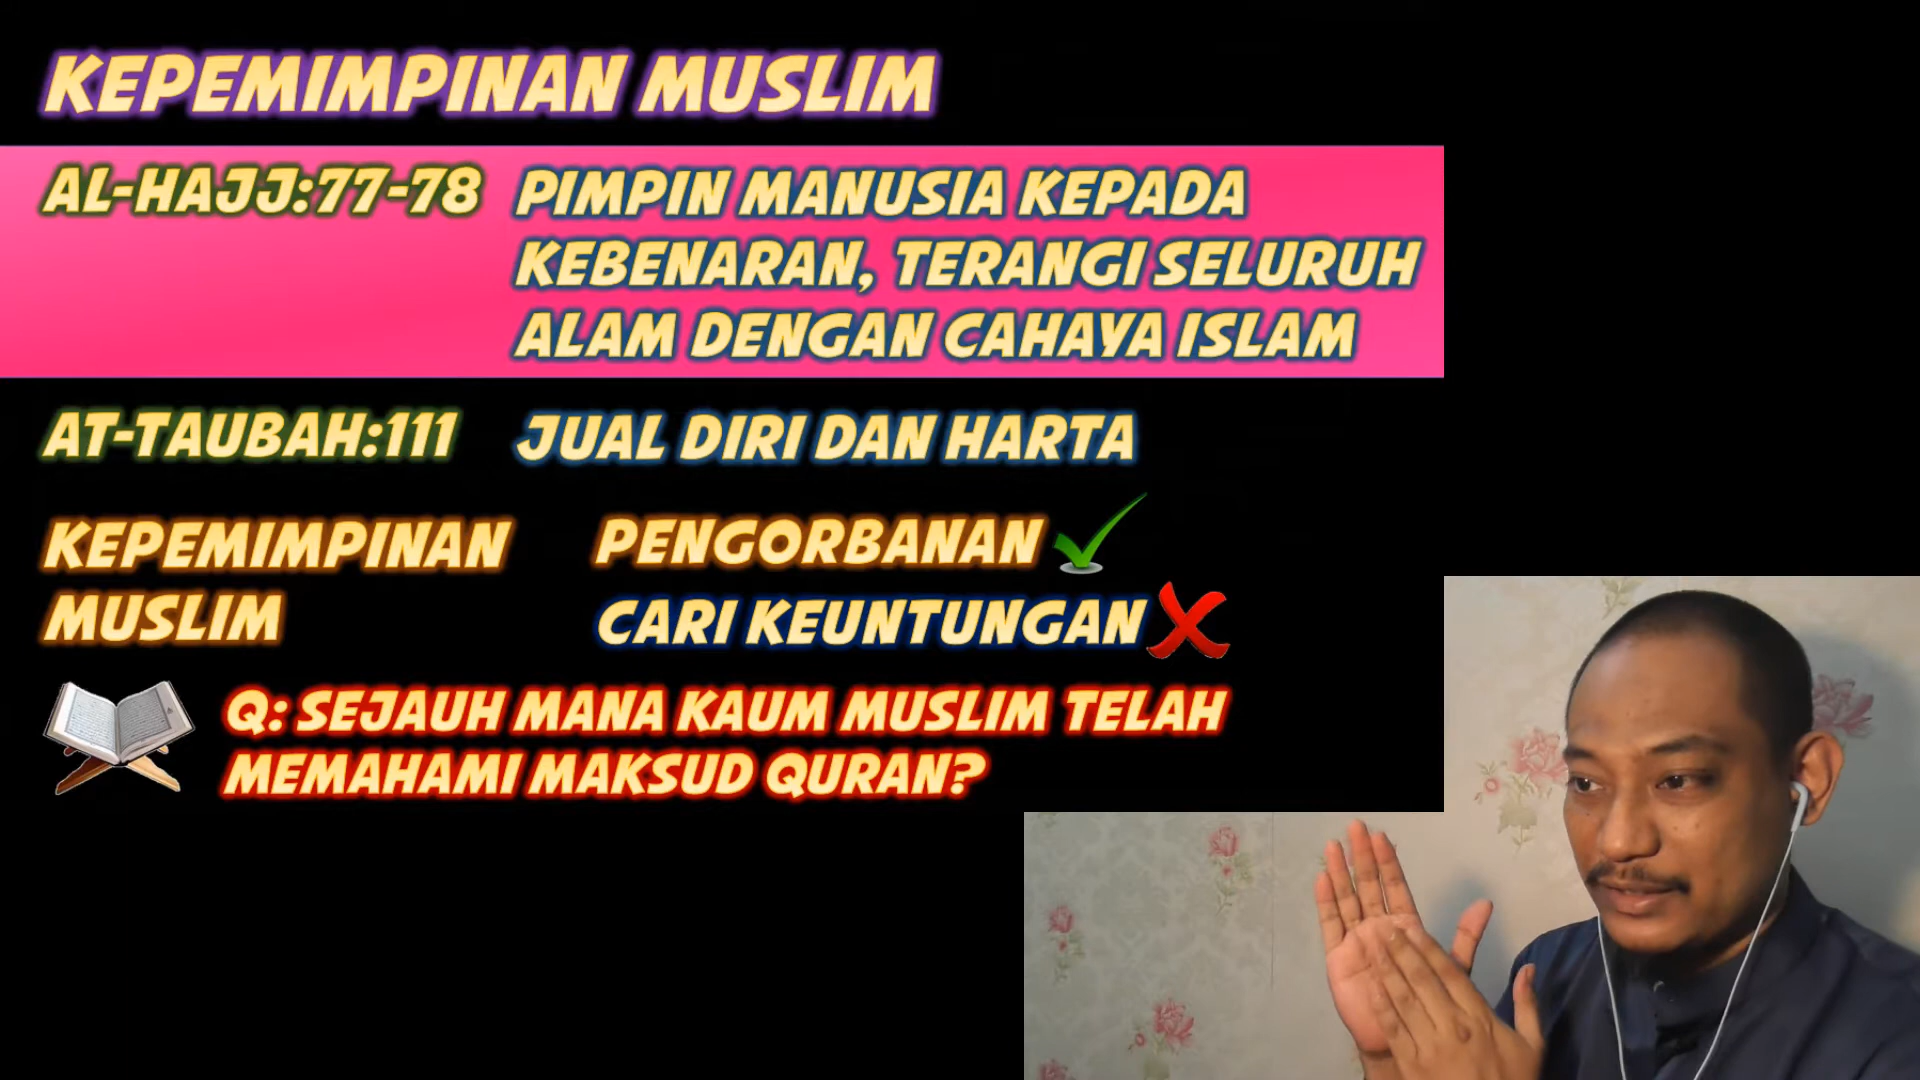 KEPEMIMPINAN MUSLIM
AL-HAJJ:77-78
PIMPIN MANUSIA KEPADA
KEBENARAN, TERANGI SELURUH
ALAM DENGAN CAHAYA ISLAM
AT-TAUBAH:111
JUAL DIRI DAN HARTA
KEPEMIMPINAN
MUSLIM
PENGORBANAN
CARI KEUNTUNGAN
Q: SEJAUH MANA KAUM MUSLIM TELAH
MEMAHAMI MAKSUD QURAN?